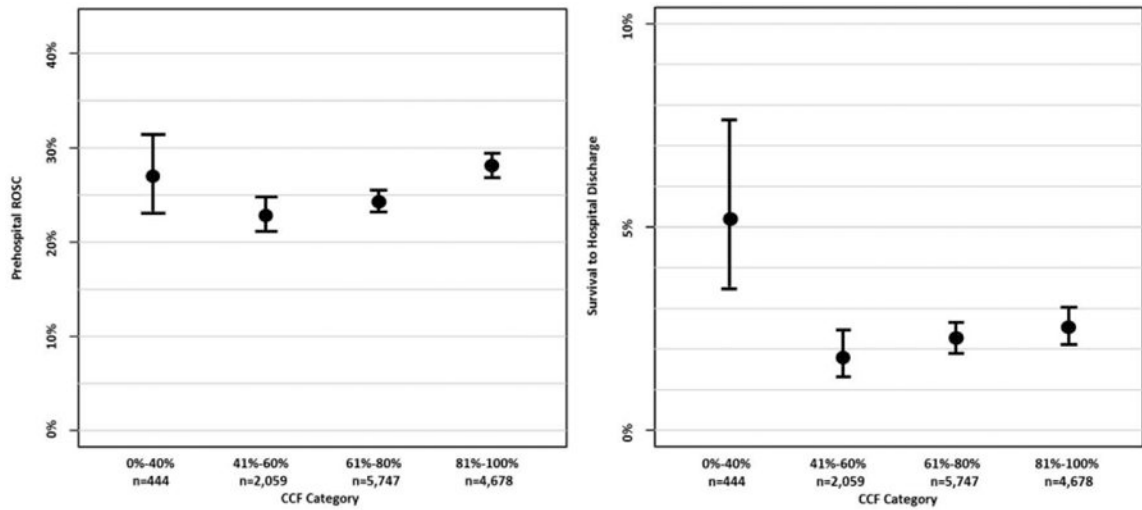 Prehospital ROSC
40%
30%
20%
10%
0%
0%-40% 41%-60% 61%-80% 81%-100%
n=444 n=2,059 n=5,747 n=4,678
CCF Category
Survival to Hospital Discharge
10%
5%
0%
0%-40% 41%-60% 61%-80% 81%-100%
n=444 n=2,059 n=5,747 n=4,678
CCF Category